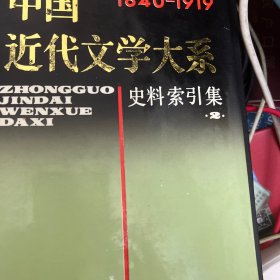 中国
1840-1919
近代文学大系
ZHONGGUO
JINDAI
WENXUE
DAXI
史料索引集
·2·